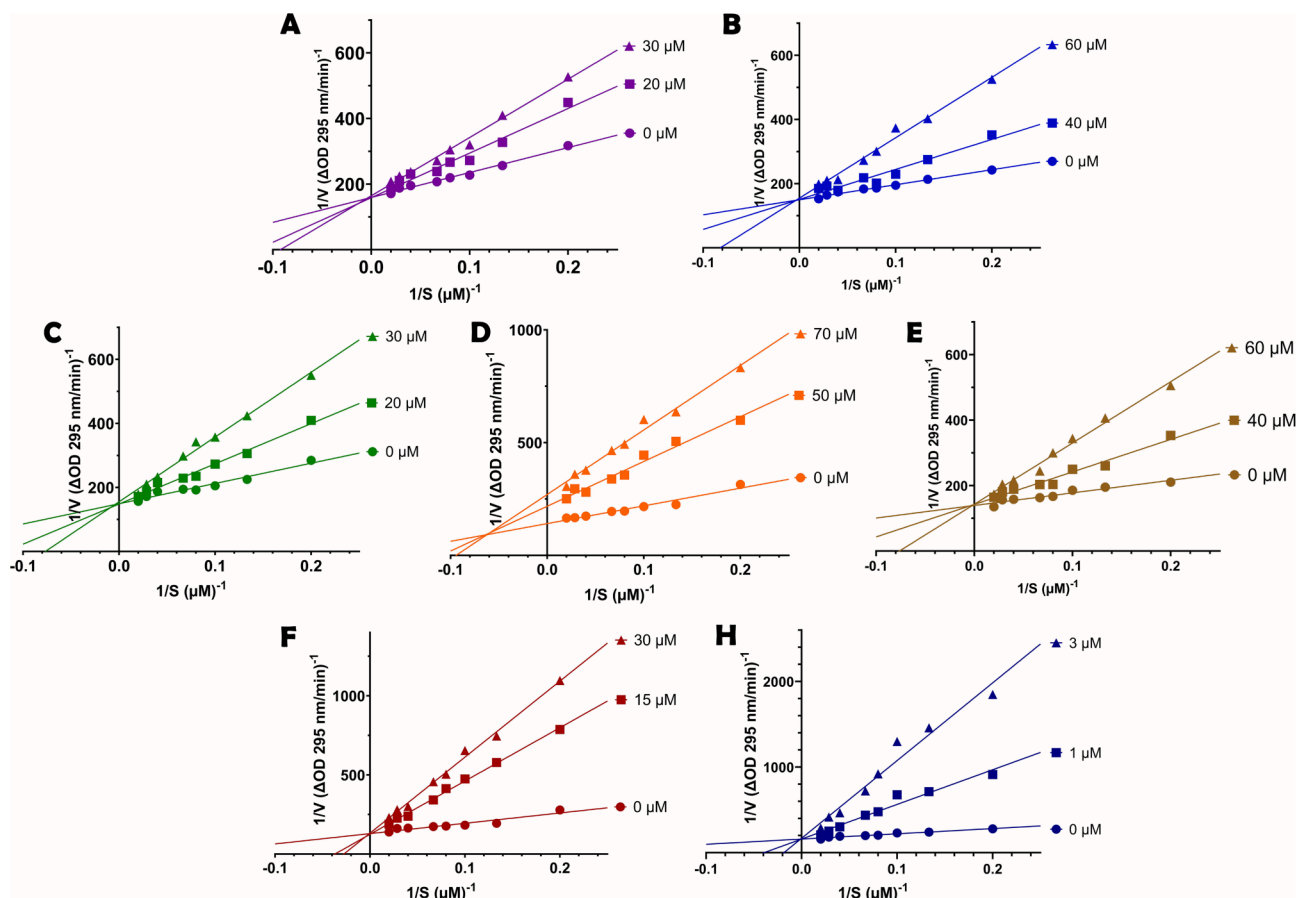 A
1/V (ΔOD 295 nm/min)⁻¹
600
400
200
-0.1
0.0
0.1
0.2
1/S (µM)⁻¹
30 µM
20 µM
0 µM
B
1/V (ΔOD 295 nm/min)⁻¹
600
400
200
-0.1
0.0
0.1
0.2
1/S (µM)⁻¹
60 µM
40 µM
0 µM
C
1/V (ΔOD 295 nm/min)⁻¹
600
400
200
-0.1
0.0
0.1
0.2
1/S (µM)⁻¹
30 µM
20 µM
0 µM
D
1/V (ΔOD 295 nm/min)⁻¹
1000
500
-0.1
0.0
0.1
0.2
1/S (µM)⁻¹
70 µM
50 µM
0 µM
E
1/V (ΔOD 295 nm/min)⁻¹
600
400
200
-0.1
0.0
0.1
0.2
1/S (µM)⁻¹
60 µM
40 µM
0 µM
F
1/V (ΔOD 295 nm/min)⁻¹
1000
500
-0.1
0.0
0.1
0.2
1/S (µM)⁻¹
30 µM
15 µM
0 µM
H
1/V (ΔOD 295 nm/min)⁻¹
2000
1000
-0.1
0.0
0.1
0.2
1/S (µM)⁻¹
3 µM
1 µM
0 µM